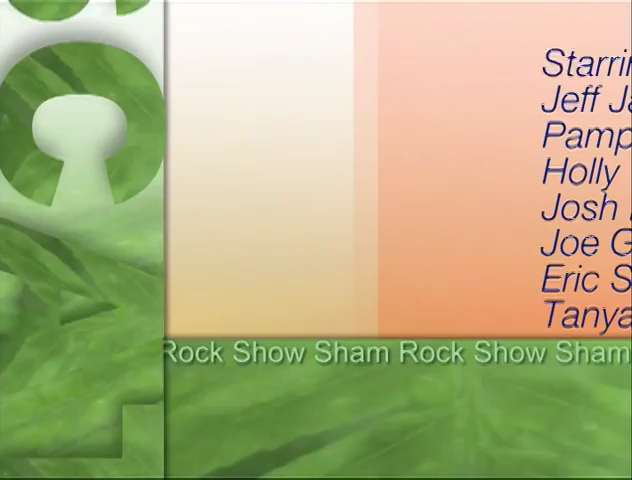 Starrin
Jeff Ja
Pamp
Holly
Josh
Joe G
Eric S
Tanya
Rock Show Sham Rock Show Sham